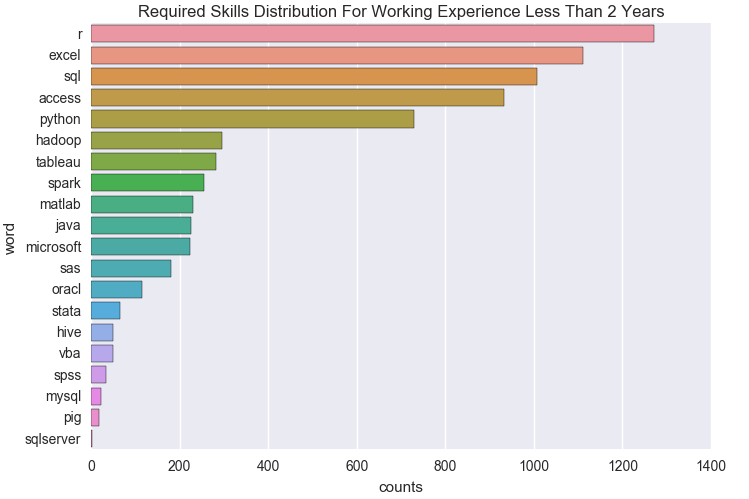 Required Skills Distribution For Working Experience Less Than 2 Years
r
excel
sql
access
python
hadoop
tableau
spark
matlab
java
microsoft
sas
oracl
stata
hive
vba
spss
mysql
pig
sqlserver
word
0 200 400 600 800 1000 1200 1400
counts